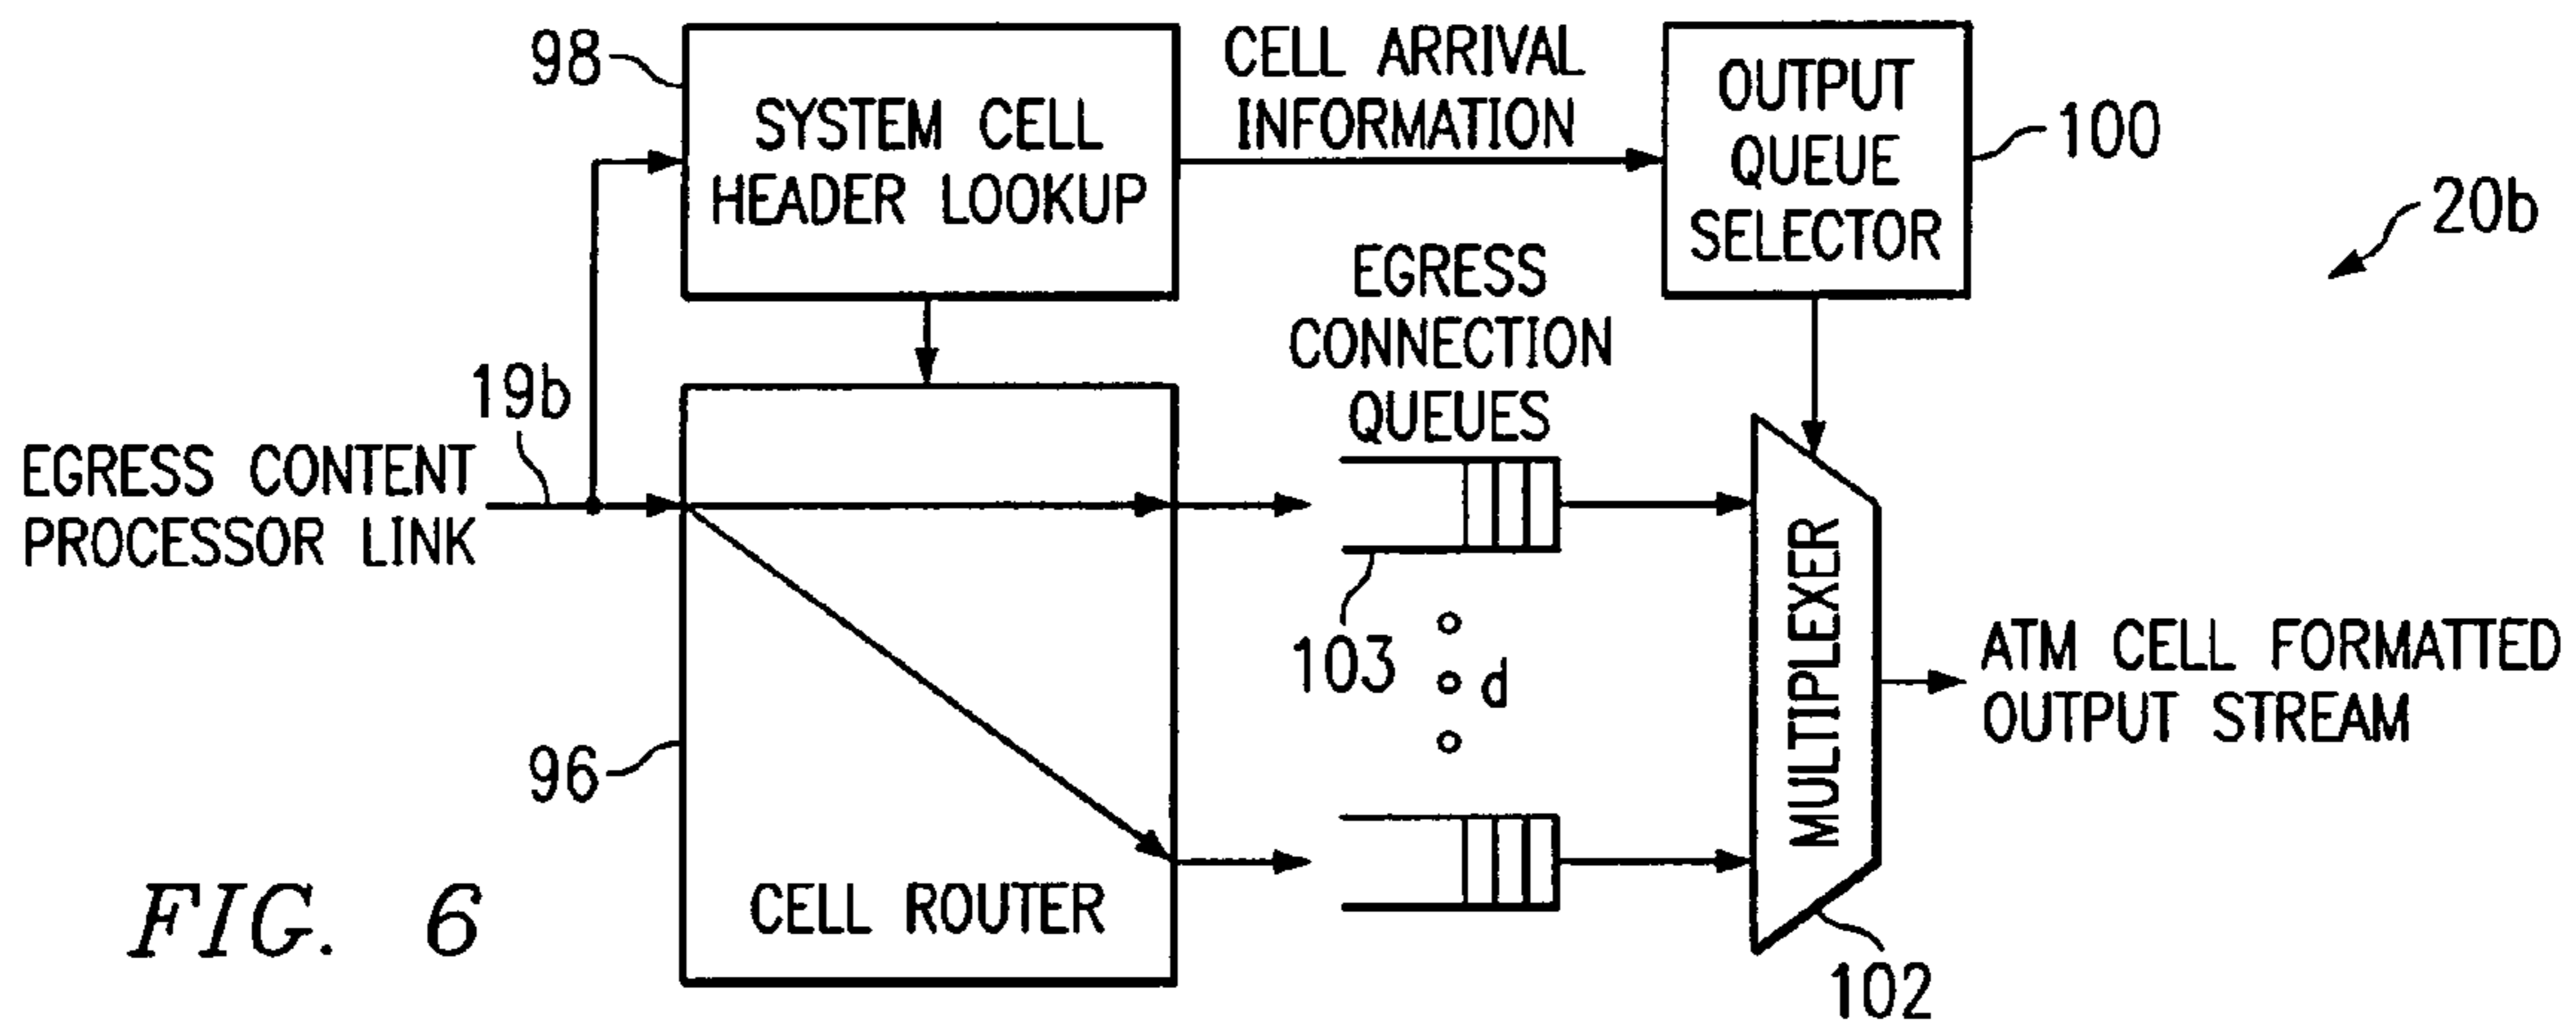 98
SYSTEM CELL
HEADER LOOKUP
CELL ARRIVAL
INFORMATION
OUTPUT
QUEUE
SELECTOR
100
20b
EGRESS
CONNECTION
QUEUES
19b
EGRESS CONTENT
PROCESSOR LINK
103
d
MULTIPLEXER
ATM CELL FORMATTED
OUTPUT STREAM
96
CELL ROUTER
102
FIG. 6